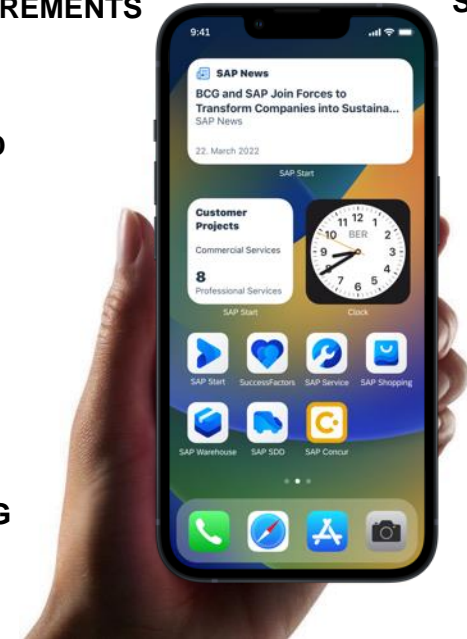 REMENTS
S
9:41
SAP News
BCG and SAP Join Forces to
Transform Companies into Sustaina...
SAP News
22. March 2022
SAP Start
D
Customer
Projects
Commercial Services
8
Professional Services
SAP Start
BER
12
1
2
3
4
5
6
7
8
9
10
11
Clock
SAP Start
SuccessFactors
SAP Service
SAP Shopping
SAP Warehouse
SAP SDD
SAP Concur
C.
G